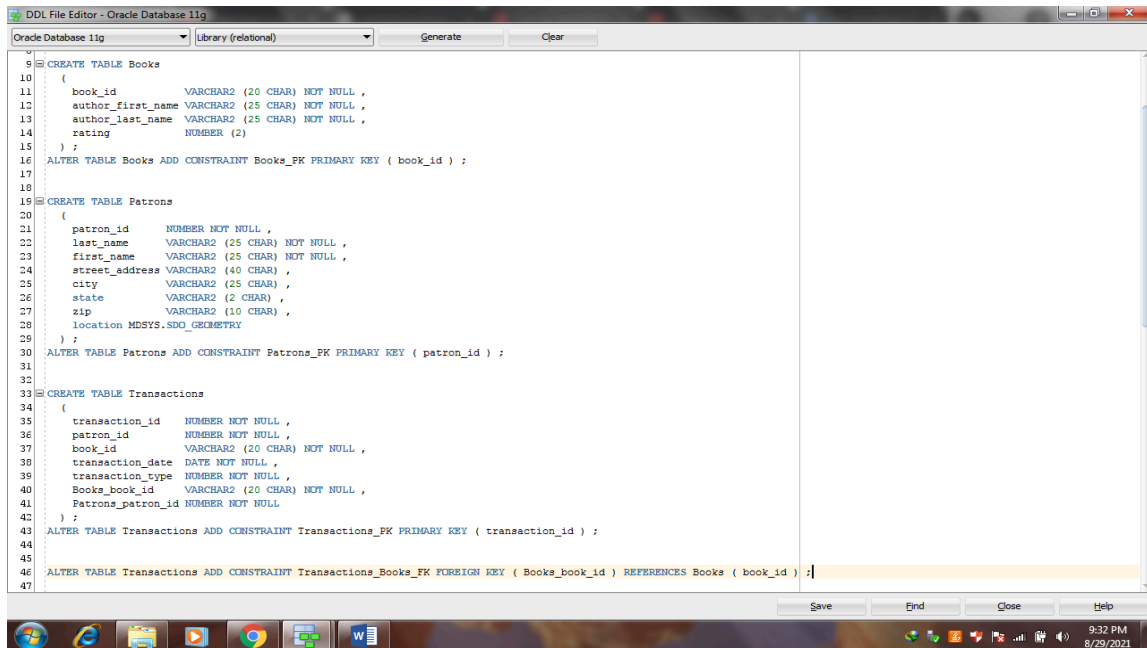 DDL File Editor - Oracle Database 11g
Oracle Database 11g Library (relational) Generate Clear
9 CREATE TABLE Books
10 (
11 book_id VARCHAR2 (20 CHAR) NOT NULL ,
12 author_first_name VARCHAR2 (25 CHAR) NOT NULL ,
13 author_last_name VARCHAR2 (25 CHAR) NOT NULL ,
14 rating NUMBER (2)
15 ) ;
16 ALTER TABLE Books ADD CONSTRAINT Books_PK PRIMARY KEY ( book_id ) ;
17
18
19 CREATE TABLE Patrons
20 (
21 patron_id NUMBER NOT NULL ,
22 last_name VARCHAR2 (25 CHAR) NOT NULL ,
23 first_name VARCHAR2 (25 CHAR) NOT NULL ,
24 street_address VARCHAR2 (40 CHAR) ,
25 city VARCHAR2 (25 CHAR) ,
26 state VARCHAR2 (2 CHAR) ,
27 zip VARCHAR2 (10 CHAR) ,
28 location MDSYS.SDO_GEOMETRY
29 ) ;
30 ALTER TABLE Patrons ADD CONSTRAINT Patrons_PK PRIMARY KEY ( patron_id ) ;
31
32
33 CREATE TABLE Transactions
34 (
35 transaction_id NUMBER NOT NULL ,
36 patron_id NUMBER NOT NULL ,
37 book_id VARCHAR2 (20 CHAR) NOT NULL ,
38 transaction_date DATE NOT NULL ,
39 transaction_type NUMBER NOT NULL ,
40 Books_book_id VARCHAR2 (20 CHAR) NOT NULL ,
41 Patrons_patron_id NUMBER NOT NULL
42 ) ;
43 ALTER TABLE Transactions ADD CONSTRAINT Transactions_PK PRIMARY KEY ( transaction_id ) ;
44
45
46 ALTER TABLE Transactions ADD CONSTRAINT Transactions_Books_FK FOREIGN KEY ( Books_book_id ) REFERENCES Books ( book_id ) ;
47
Save Find Close Help
9:32 PM
8/29/2021